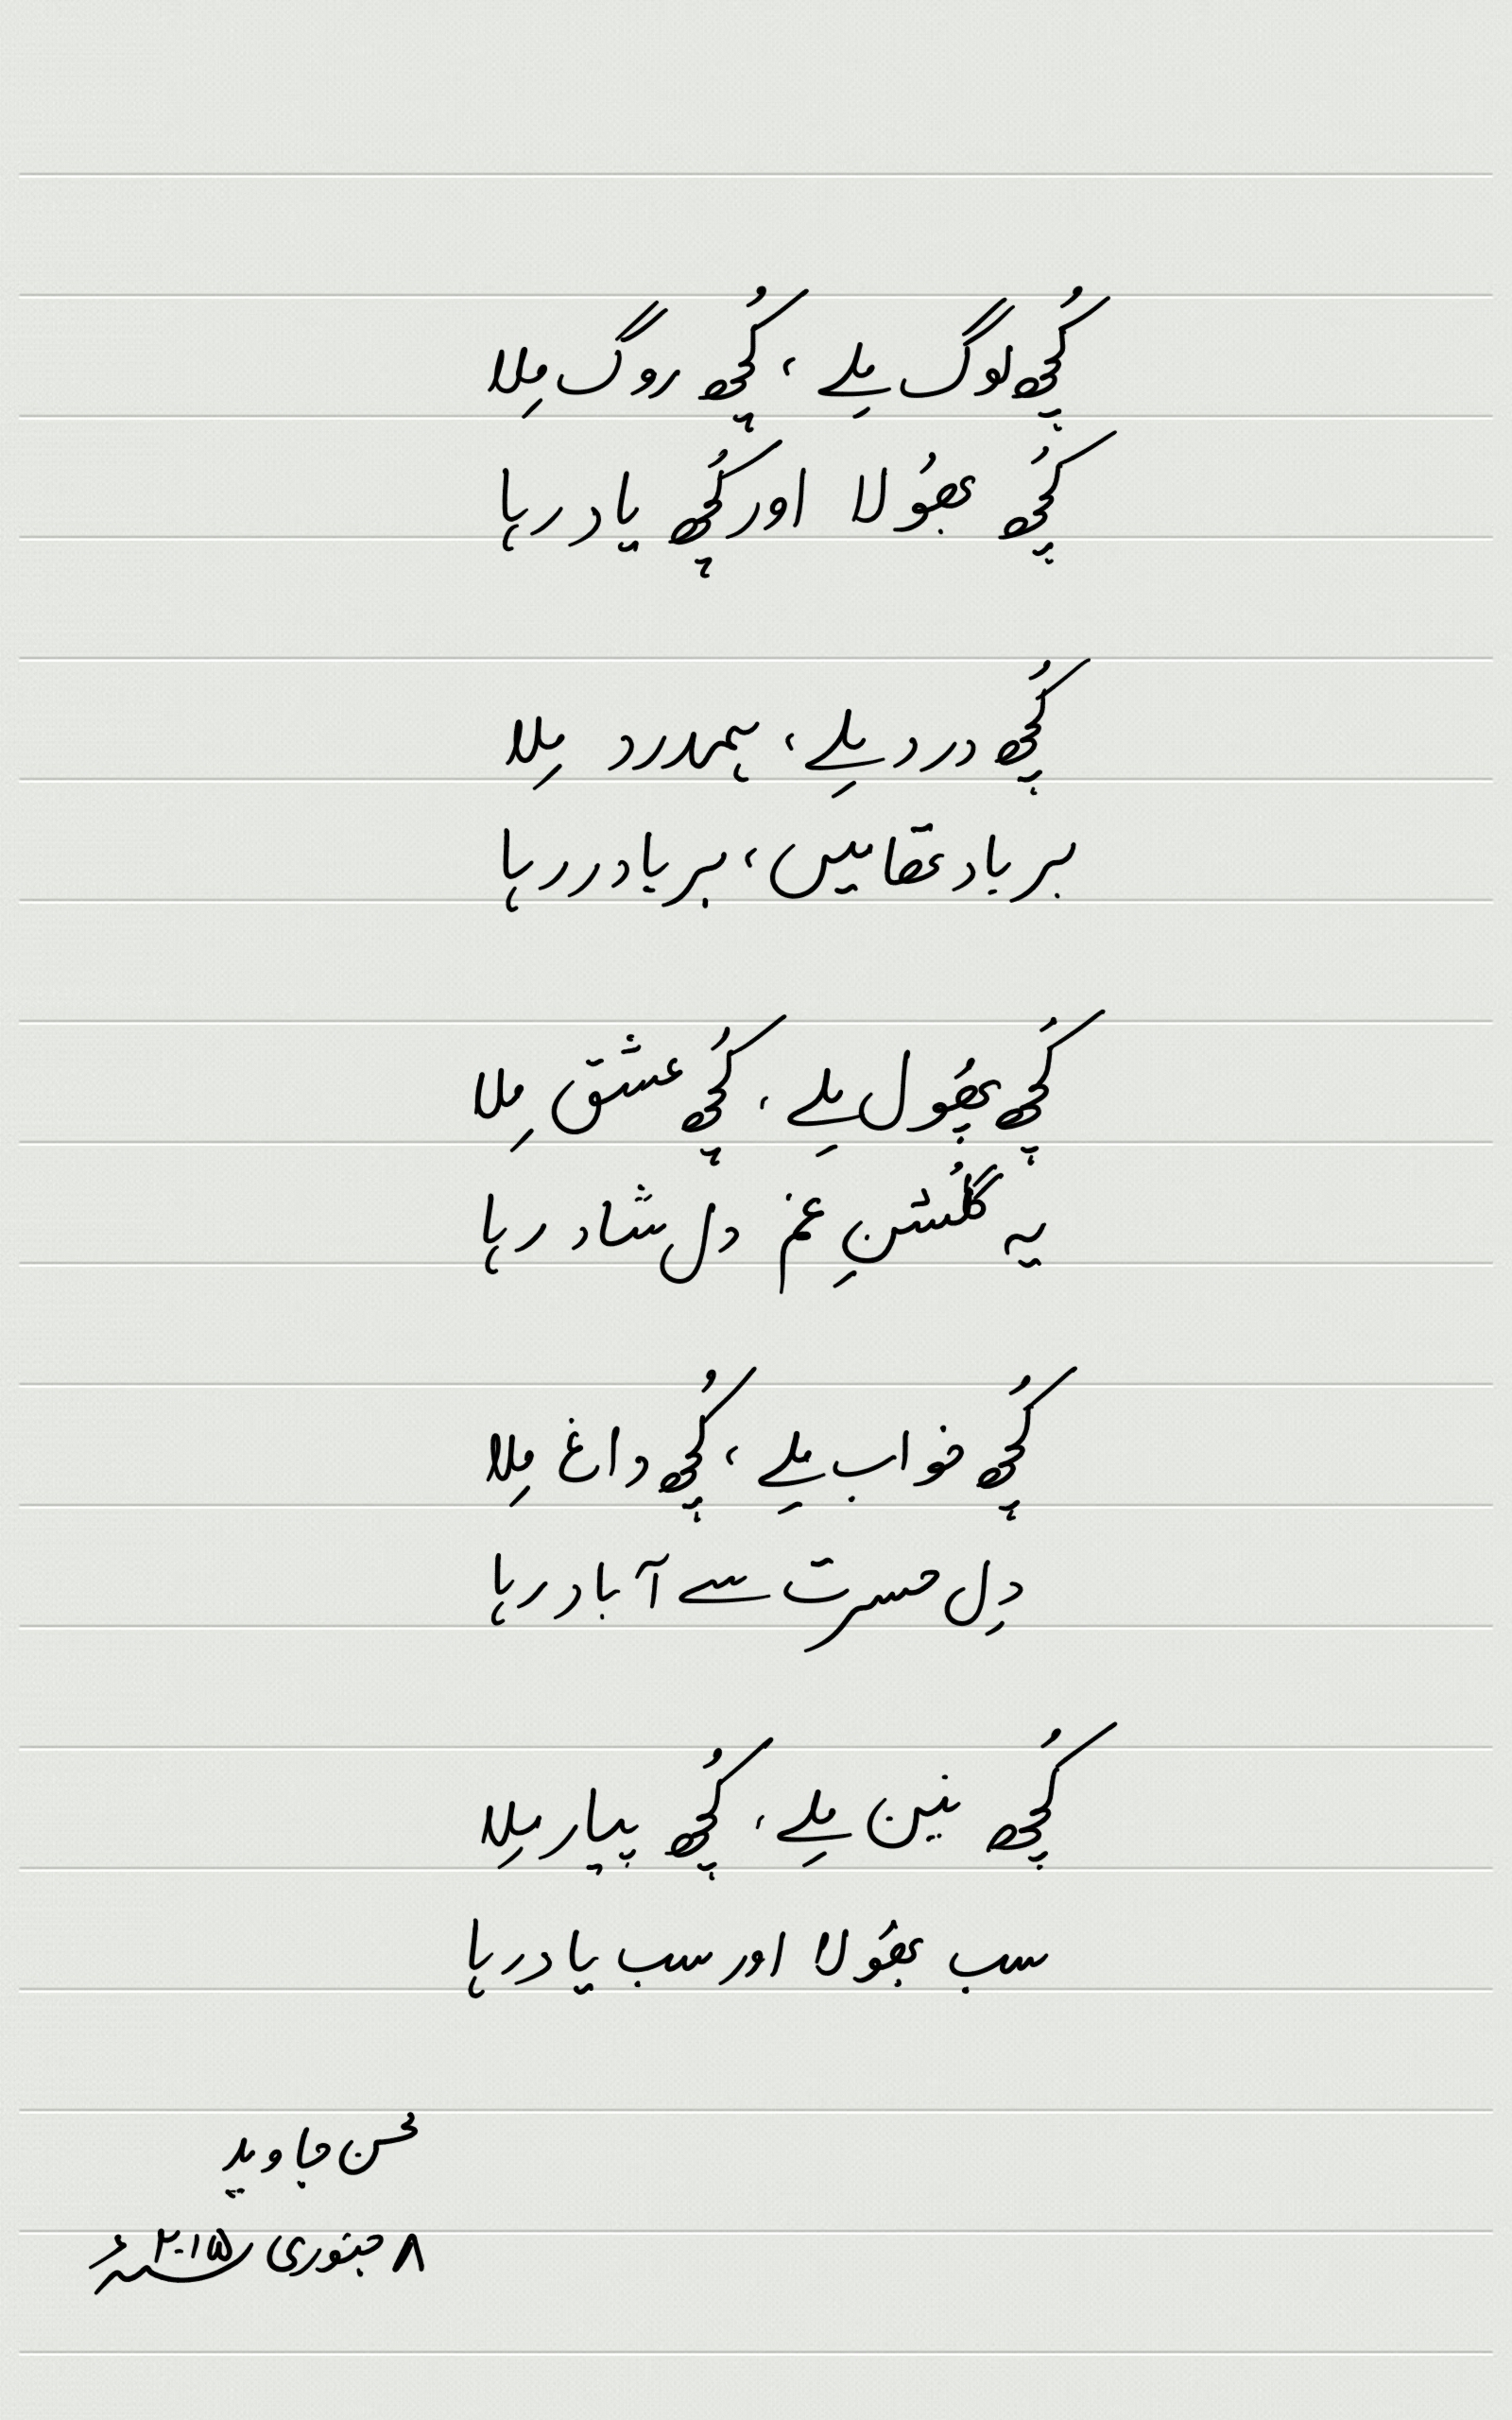 کُچھ لوگ مِلے ، کُچھ روگ مِلا
کُچھ بھُولا اور کُچھ یاد رہا
کُچھ درد مِلے ، ہمدرد مِلا
برباد تھا میں ، برباد رہا
کُچھ پھُول مِلے ، کُچھ عشق مِلا
یہ گُلشنِ غم دل شاد رہا
کُچھ خواب مِلے ، کُچھ داغ مِلا
دِل حسرت سے آباد رہا
کُچھ نین مِلے ، کُچھ پیار مِلا
سب بھُولا اور سب یاد رہا
محسن جاوید
۸ جنوری ۲۰۱۵ء